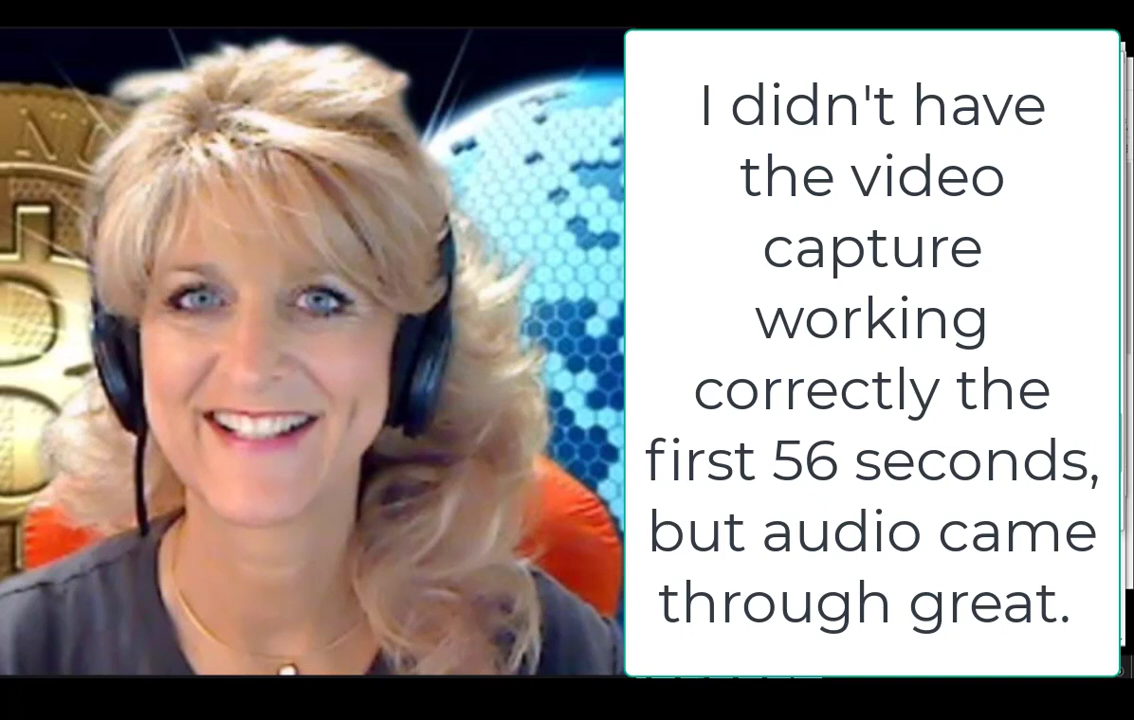 I didn't have
the video
capture
working
correctly the
first 56 seconds,
but audio came
through great.